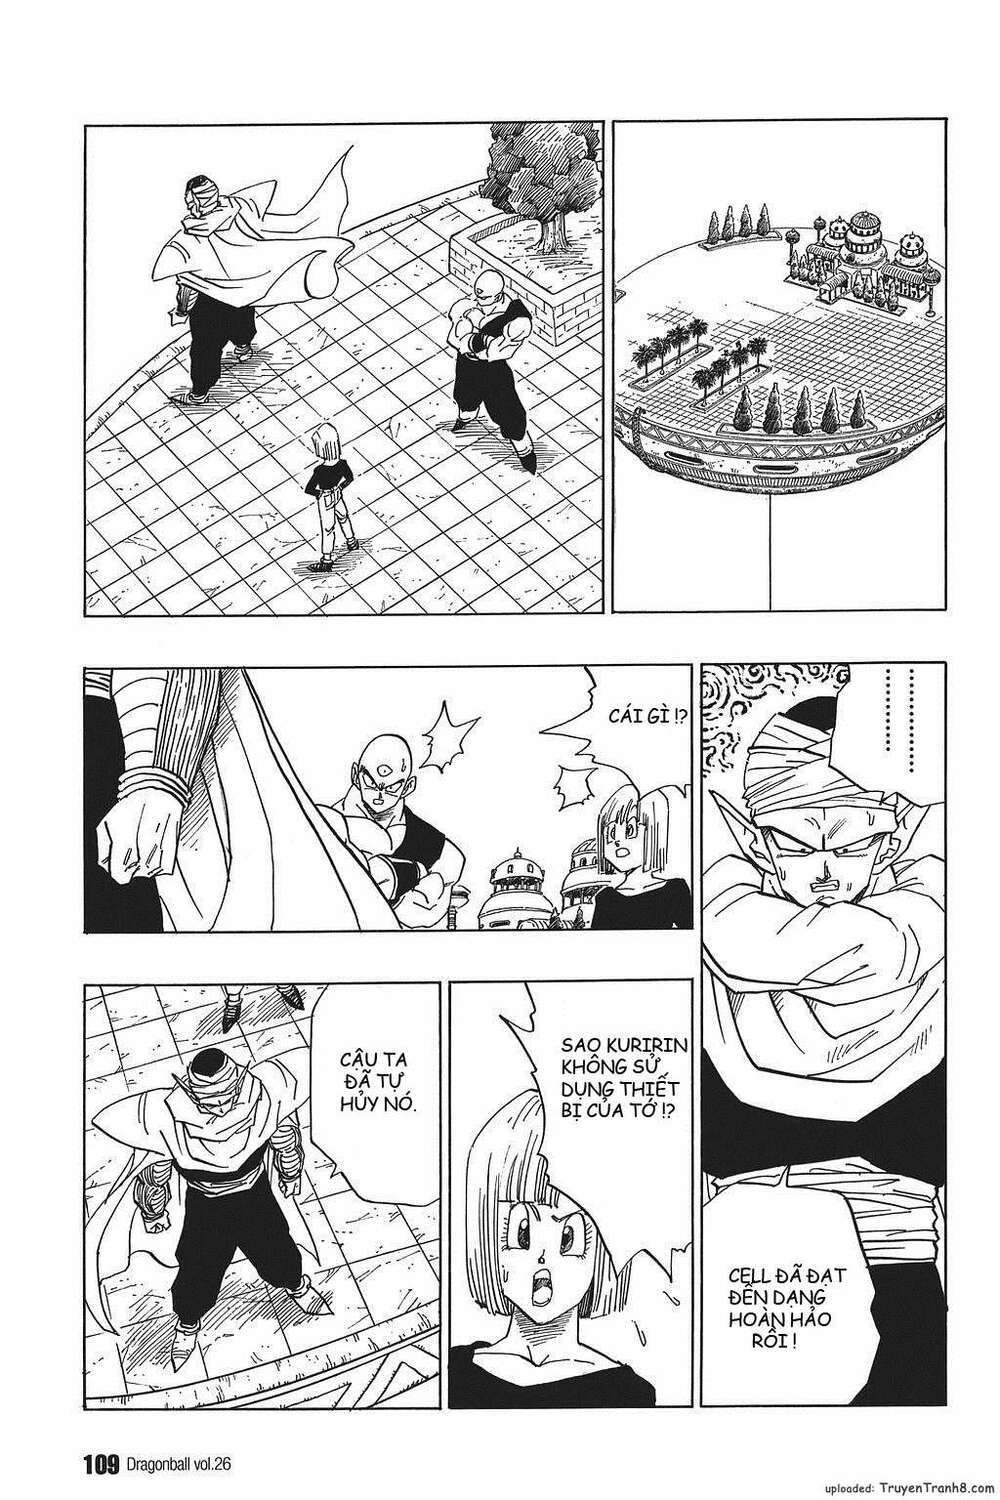 ............
..........
CELL ĐÃ ĐẠT
ĐẾN DẠNG
HOÀN HẢO
RỒI !
CÁI GÌ !?
SAO KURIRIN
KHÔNG SỬ
DỤNG THIẾT
BỊ CỦA TỚ !?
CẬU TA
ĐÃ TỰ
HỦY NÓ.
109 Dragonball vol.26
uploaded: TruyenTranh8.com